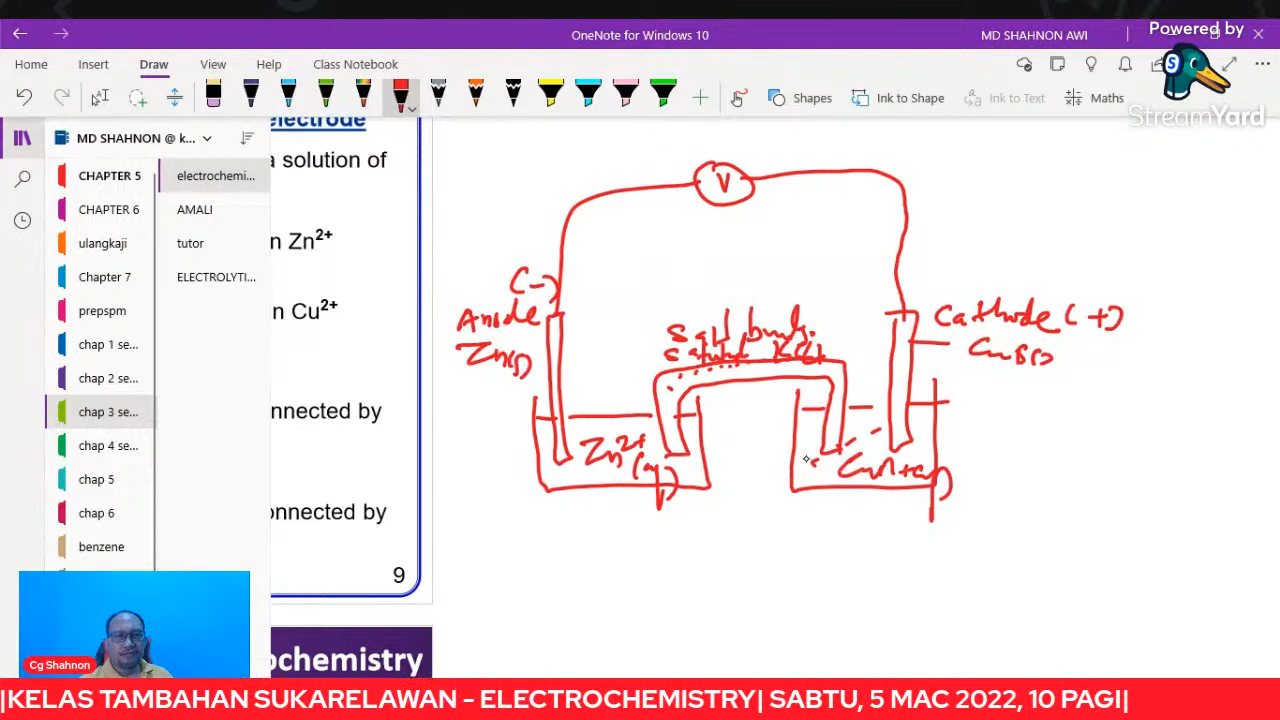 Powered by
OneNote for Windows 10
MD SHAHNON AWI
StreamYard
Home
Insert
Draw
View
Help
Class Notebook
Shapes
Ink to Shape
Ink to Text
Maths
MD SHAHNON @ k...
CHAPTER 5
CHAPTER 6
ulangkaji
Chapter 7
prepspm
chap 1 se...
chap 2 se...
chap 3 se...
chap 4 se...
chap 5
chap 6
benzene
electrochemi...
AMALI
tutor
ELECTROLYTI...
electrode
a solution of
n Zn²⁺
n Cu²⁺
nnected by
onnected by
9
ochemistry
V
(-)
Anode
Zn(s)
Salt
KCl
Cathode (+)
Zn²⁺
(aq)
Cg Shahnon
|KELAS TAMBAHAN SUKARELAWAN - ELECTROCHEMISTRY| SABTU, 5 MAC 2022, 10 PAGI|